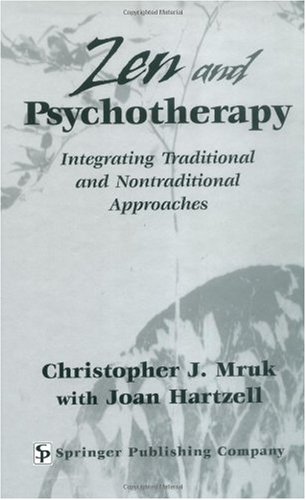 Zen and
Psychotherapy
Integrating Traditional
and Nontraditional
Approaches
Christopher J. Mruk
with Joan Hartzell
SP Springer Publishing Company